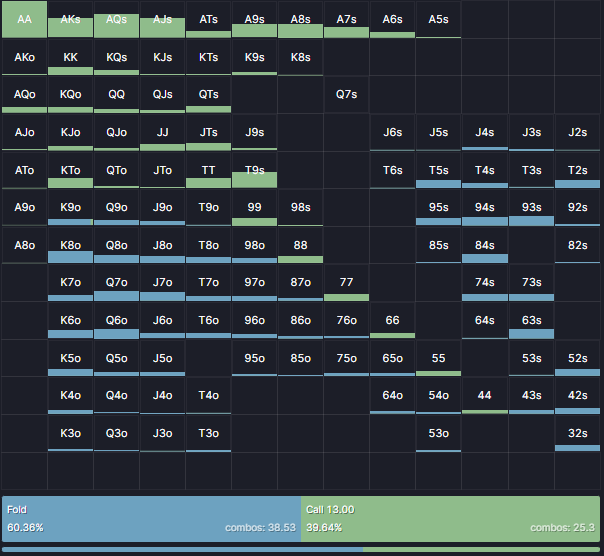 AA AKs AQs AJs ATs A9s A8s A7s A6s A5s
AKo KK KQs KJs KTs K9s K8s
AQo KQo QQ QJs QTs Q7s
AJo KJo QJo JJ JTs J9s J6s J5s J4s J3s J2s
ATo KTo QTo JTo TT T9s T6s T5s T4s T3s T2s
A9o K9o Q9o J9o T9o 99 98s 95s 94s 93s 92s
A8o K8o Q8o J8o T8o 98o 88 85s 84s 82s
K7o Q7o J7o T7o 97o 87o 77 74s 73s
K6o Q6o J6o T6o 96o 86o 76o 66 64s 63s
K5o Q5o J5o 95o 85o 75o 65o 55 53s 52s
K4o Q4o J4o T4o 64o 54o 44 43s 42s
K3o Q3o J3o T3o 53o 32s
Fold Call 13.00
60.36% combos: 38.53 39.64% combos: 25.3